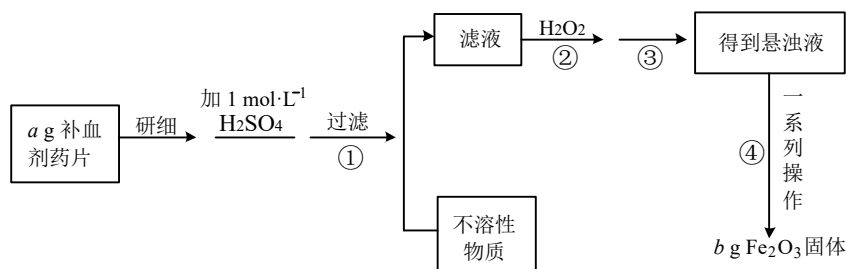 a g 补血
剂药片
研细
加 1 mol·L⁻¹
H₂SO₄
过滤
①
滤液
H₂O₂
②
③
得到悬浊液
不溶性
物质
④
一系列操作
b g Fe₂O₃固体